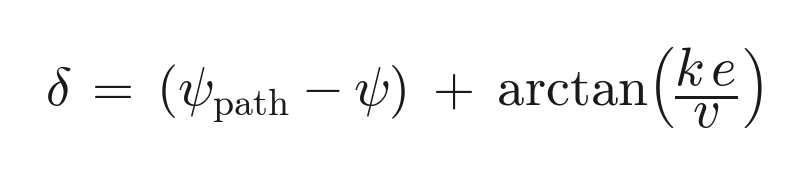 δ = (ψ_path − ψ) + arctan(k e / v)